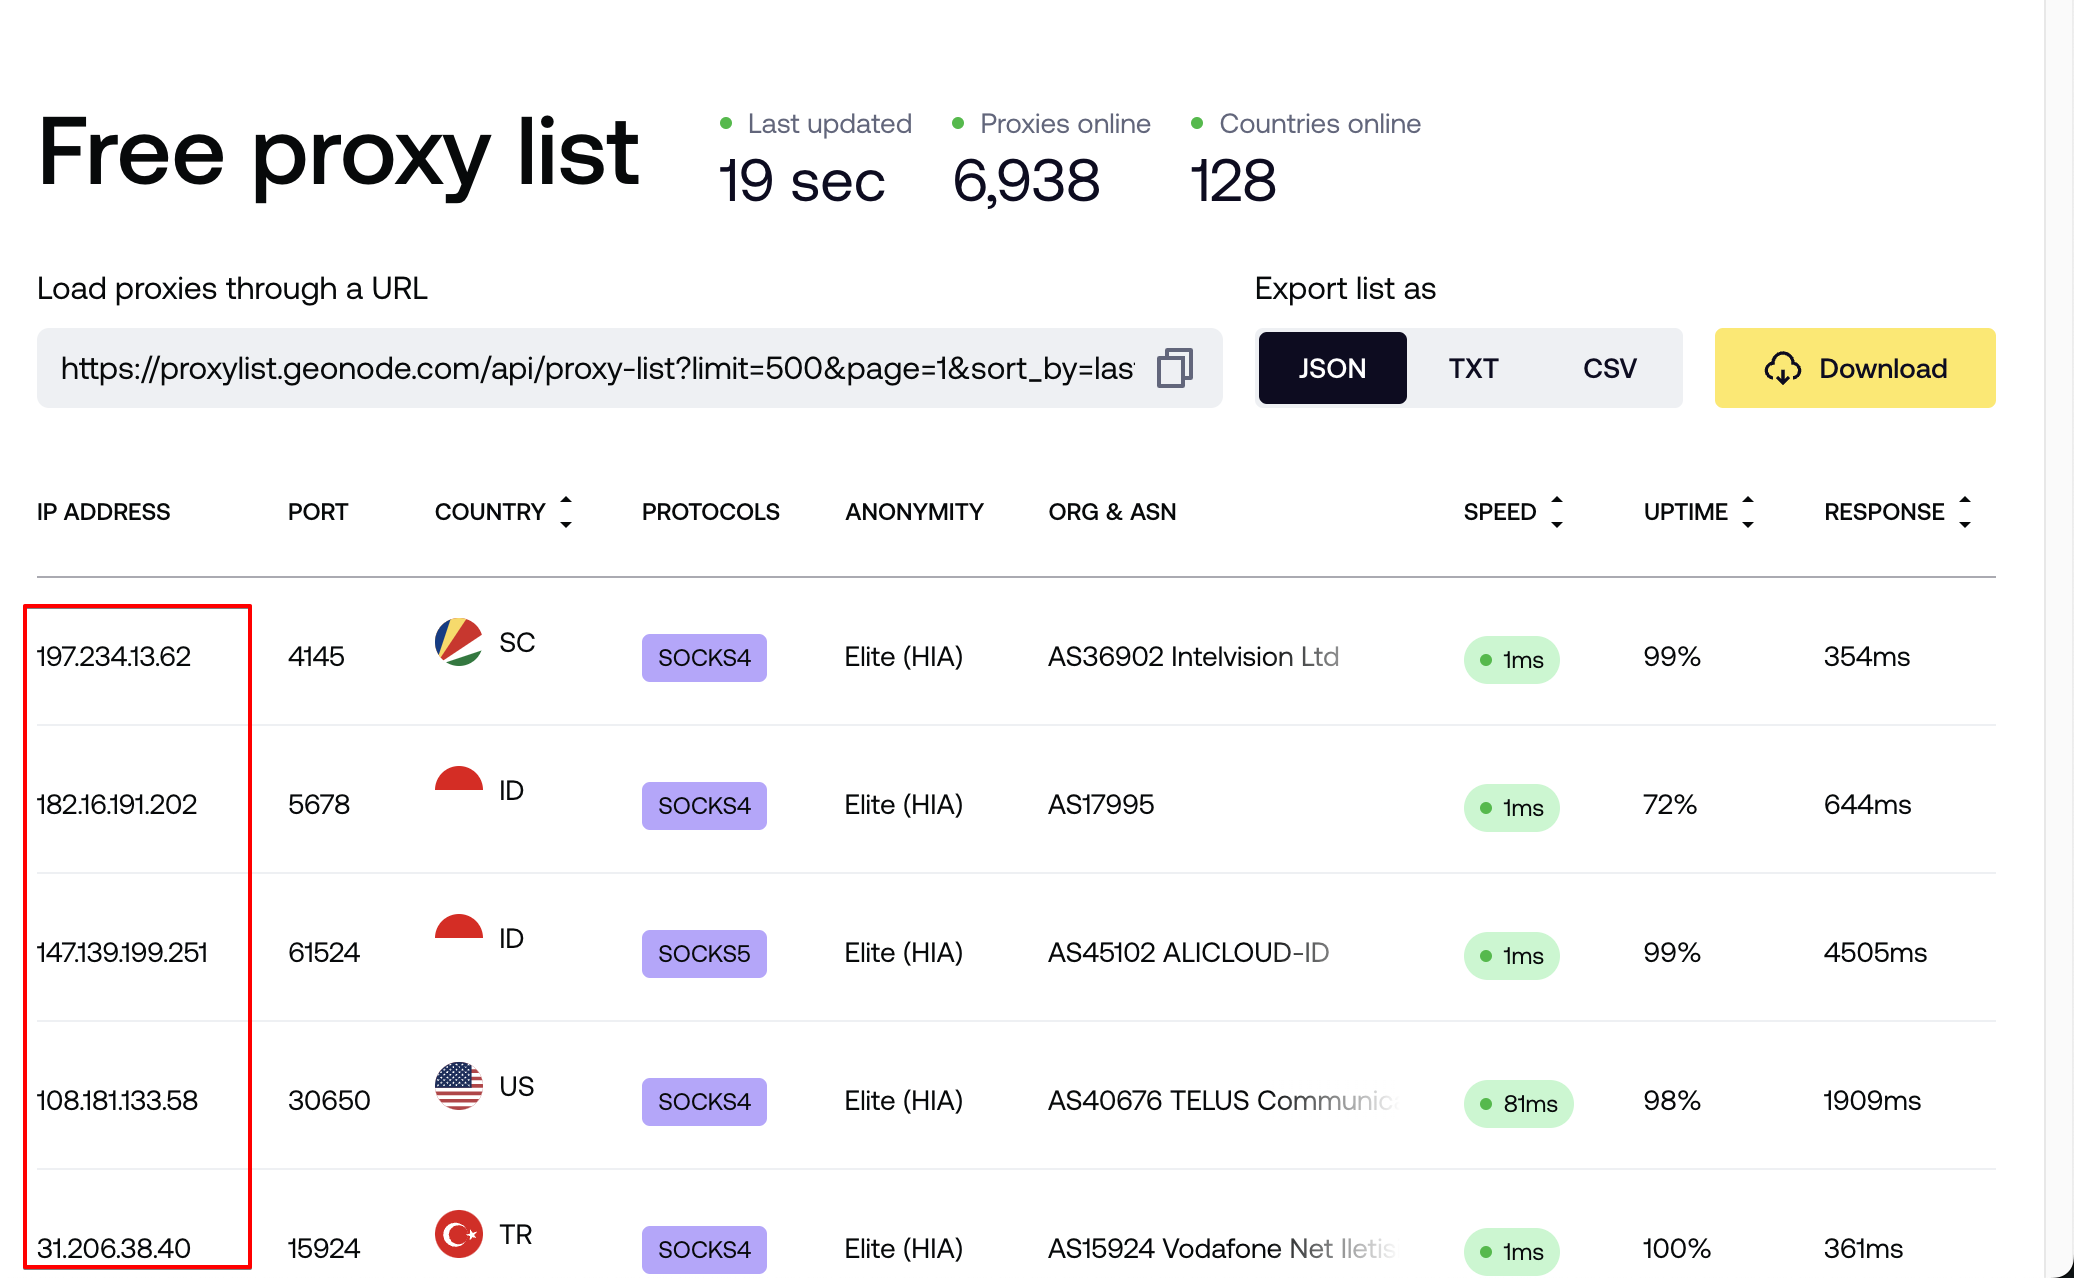 Free proxy list
Last updated
19 sec
Proxies online
6,938
Countries online
128
Load proxies through a URL
Export list as
https://proxylist.geonode.com/api/proxy-list?limit=500&page=1&sort_by=las
JSON TXT CSV
Download
IP ADDRESS PORT COUNTRY PROTOCOLS ANONYMITY ORG & ASN SPEED UPTIME RESPONSE
197.234.13.62 4145 SC SOCKS4 Elite (HIA) AS36902 Intelvision Ltd 1ms 99% 354ms
182.16.191.202 5678 ID SOCKS4 Elite (HIA) AS17995 1ms 72% 644ms
147.139.199.251 61524 ID SOCKS5 Elite (HIA) AS45102 ALICLOUD-ID 1ms 99% 4505ms
108.181.133.58 30650 US SOCKS4 Elite (HIA) AS40676 TELUS Communic 81ms 98% 1909ms
31.206.38.40 15924 TR SOCKS4 Elite (HIA) AS15924 Vodafone Net Iletis 1ms 100% 361ms